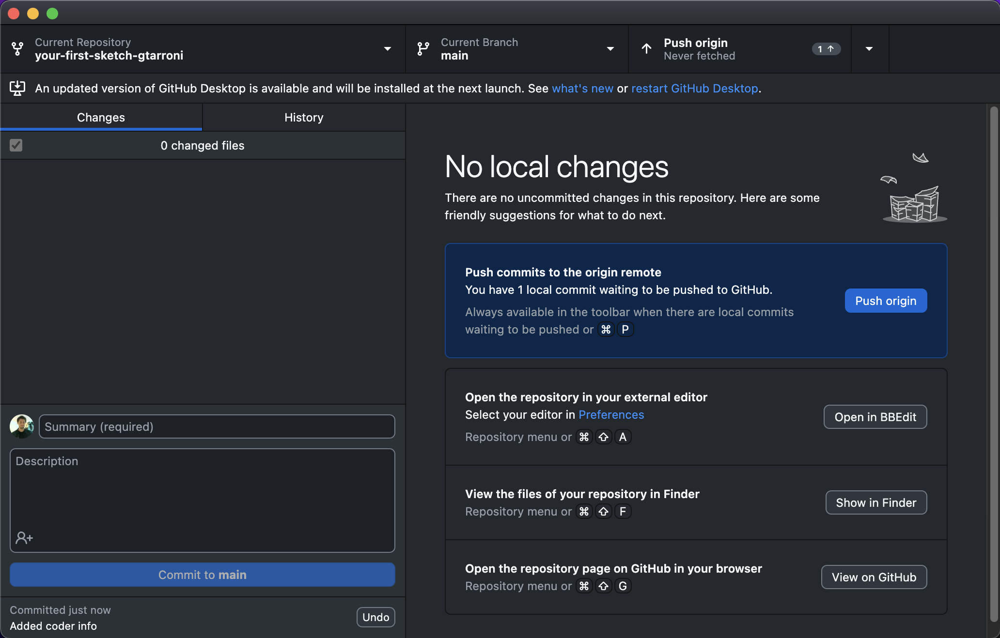 Current Repository
your-first-sketch-gtarroni
Current Branch
main
Push origin
Never fetched
1 ↑
An updated version of GitHub Desktop is available and will be installed at the next launch. See what's new or restart GitHub Desktop.
Changes
History
0 changed files
No local changes
There are no uncommitted changes in this repository. Here are some
friendly suggestions for what to do next.
Push commits to the origin remote
You have 1 local commit waiting to be pushed to GitHub.
Always available in the toolbar when there are local commits
waiting to be pushed or ⌘ P
Push origin
Open the repository in your external editor
Select your editor in Preferences
Repository menu or ⌘ ⇧ A
Open in BBEdit
View the files of your repository in Finder
Repository menu or ⌘ ⇧ F
Show in Finder
Open the repository page on GitHub in your browser
Repository menu or ⌘ ⇧ G
View on GitHub
Summary (required)
Description
Commit to main
Committed just now
Added coder info
Undo